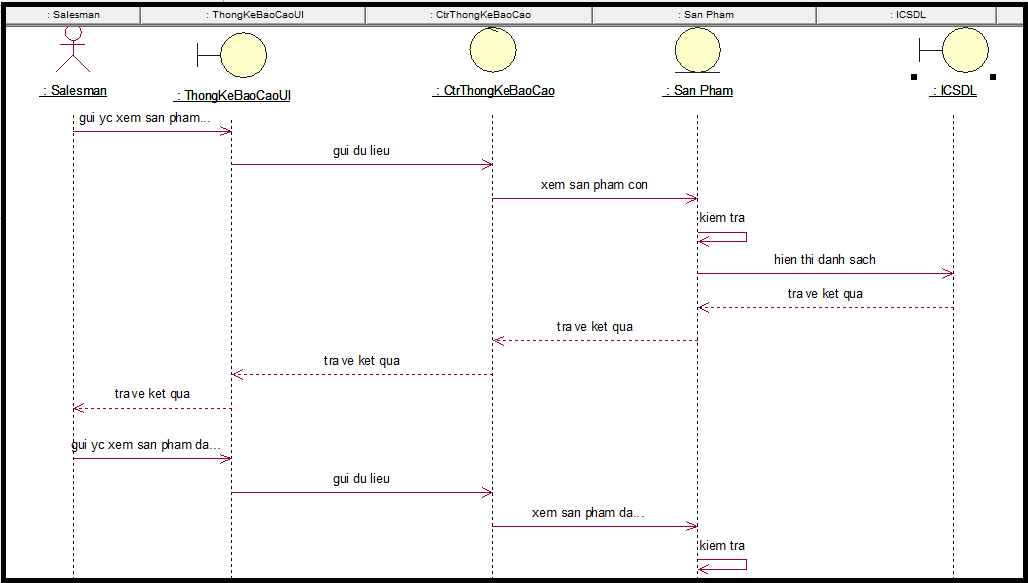 : Salesman
: ThongKeBaoCaoUI
: CtrThongKeBaoCao
: San Pham
: ICSDL
: Salesman
: ThongKeBaoCaoUI
: CtrThongKeBaoCao
: San Pham
: ICSDL
gui yc xem san pham...
gui du lieu
xem san pham con
kiem tra
hien thi danh sach
tra ve ket qua
tra ve ket qua
tra ve ket qua
tra ve ket qua
gui yc xem san pham da...
gui du lieu
xem san pham da...
kiem tra